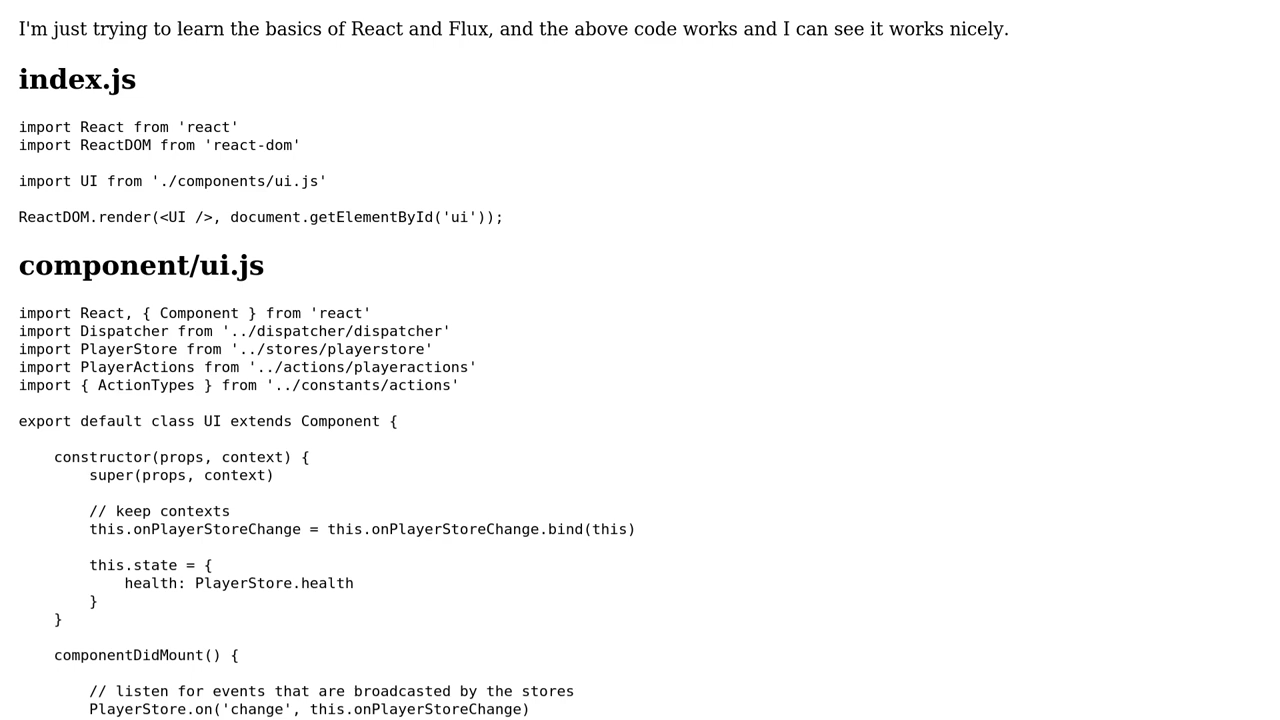 I'm just trying to learn the basics of React and Flux, and the above code works and I can see it works nicely.
index.js
import React from 'react'
import ReactDOM from 'react-dom'
import UI from './components/ui.js'
ReactDOM.render(<UI />, document.getElementById('ui'));
component/ui.js
import React, { Component } from 'react'
import Dispatcher from '../dispatcher/dispatcher'
import PlayerStore from '../stores/playerstore'
import PlayerActions from '../actions/playeractions'
import { ActionTypes } from '../constants/actions'
export default class UI extends Component {
    constructor(props, context) {
        super(props, context)
        // keep contexts
        this.onPlayerStoreChange = this.onPlayerStoreChange.bind(this)
        this.state = {
            health: PlayerStore.health
        }
    }
    componentDidMount() {
        // listen for events that are broadcasted by the stores
        PlayerStore.on('change', this.onPlayerStoreChange)